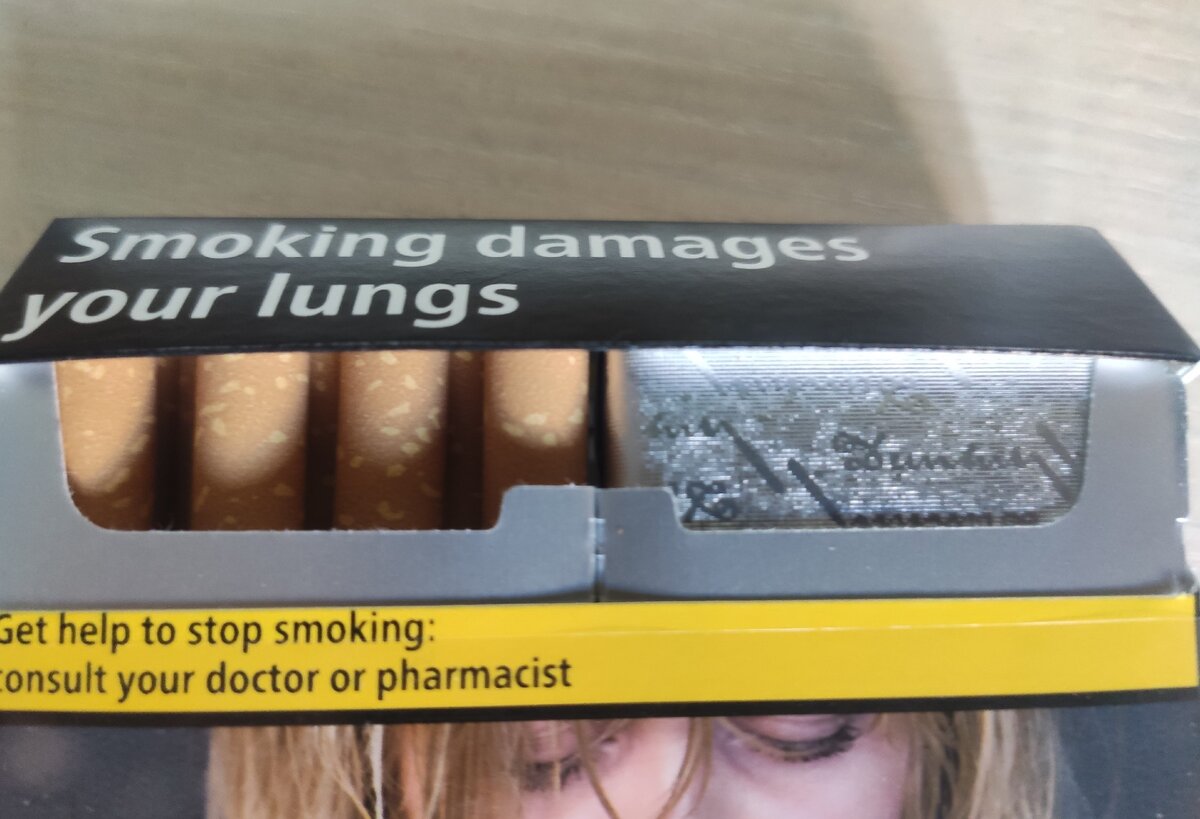 Smoking damages
your lungs
Get help to stop smoking:
consult your doctor or pharmacist